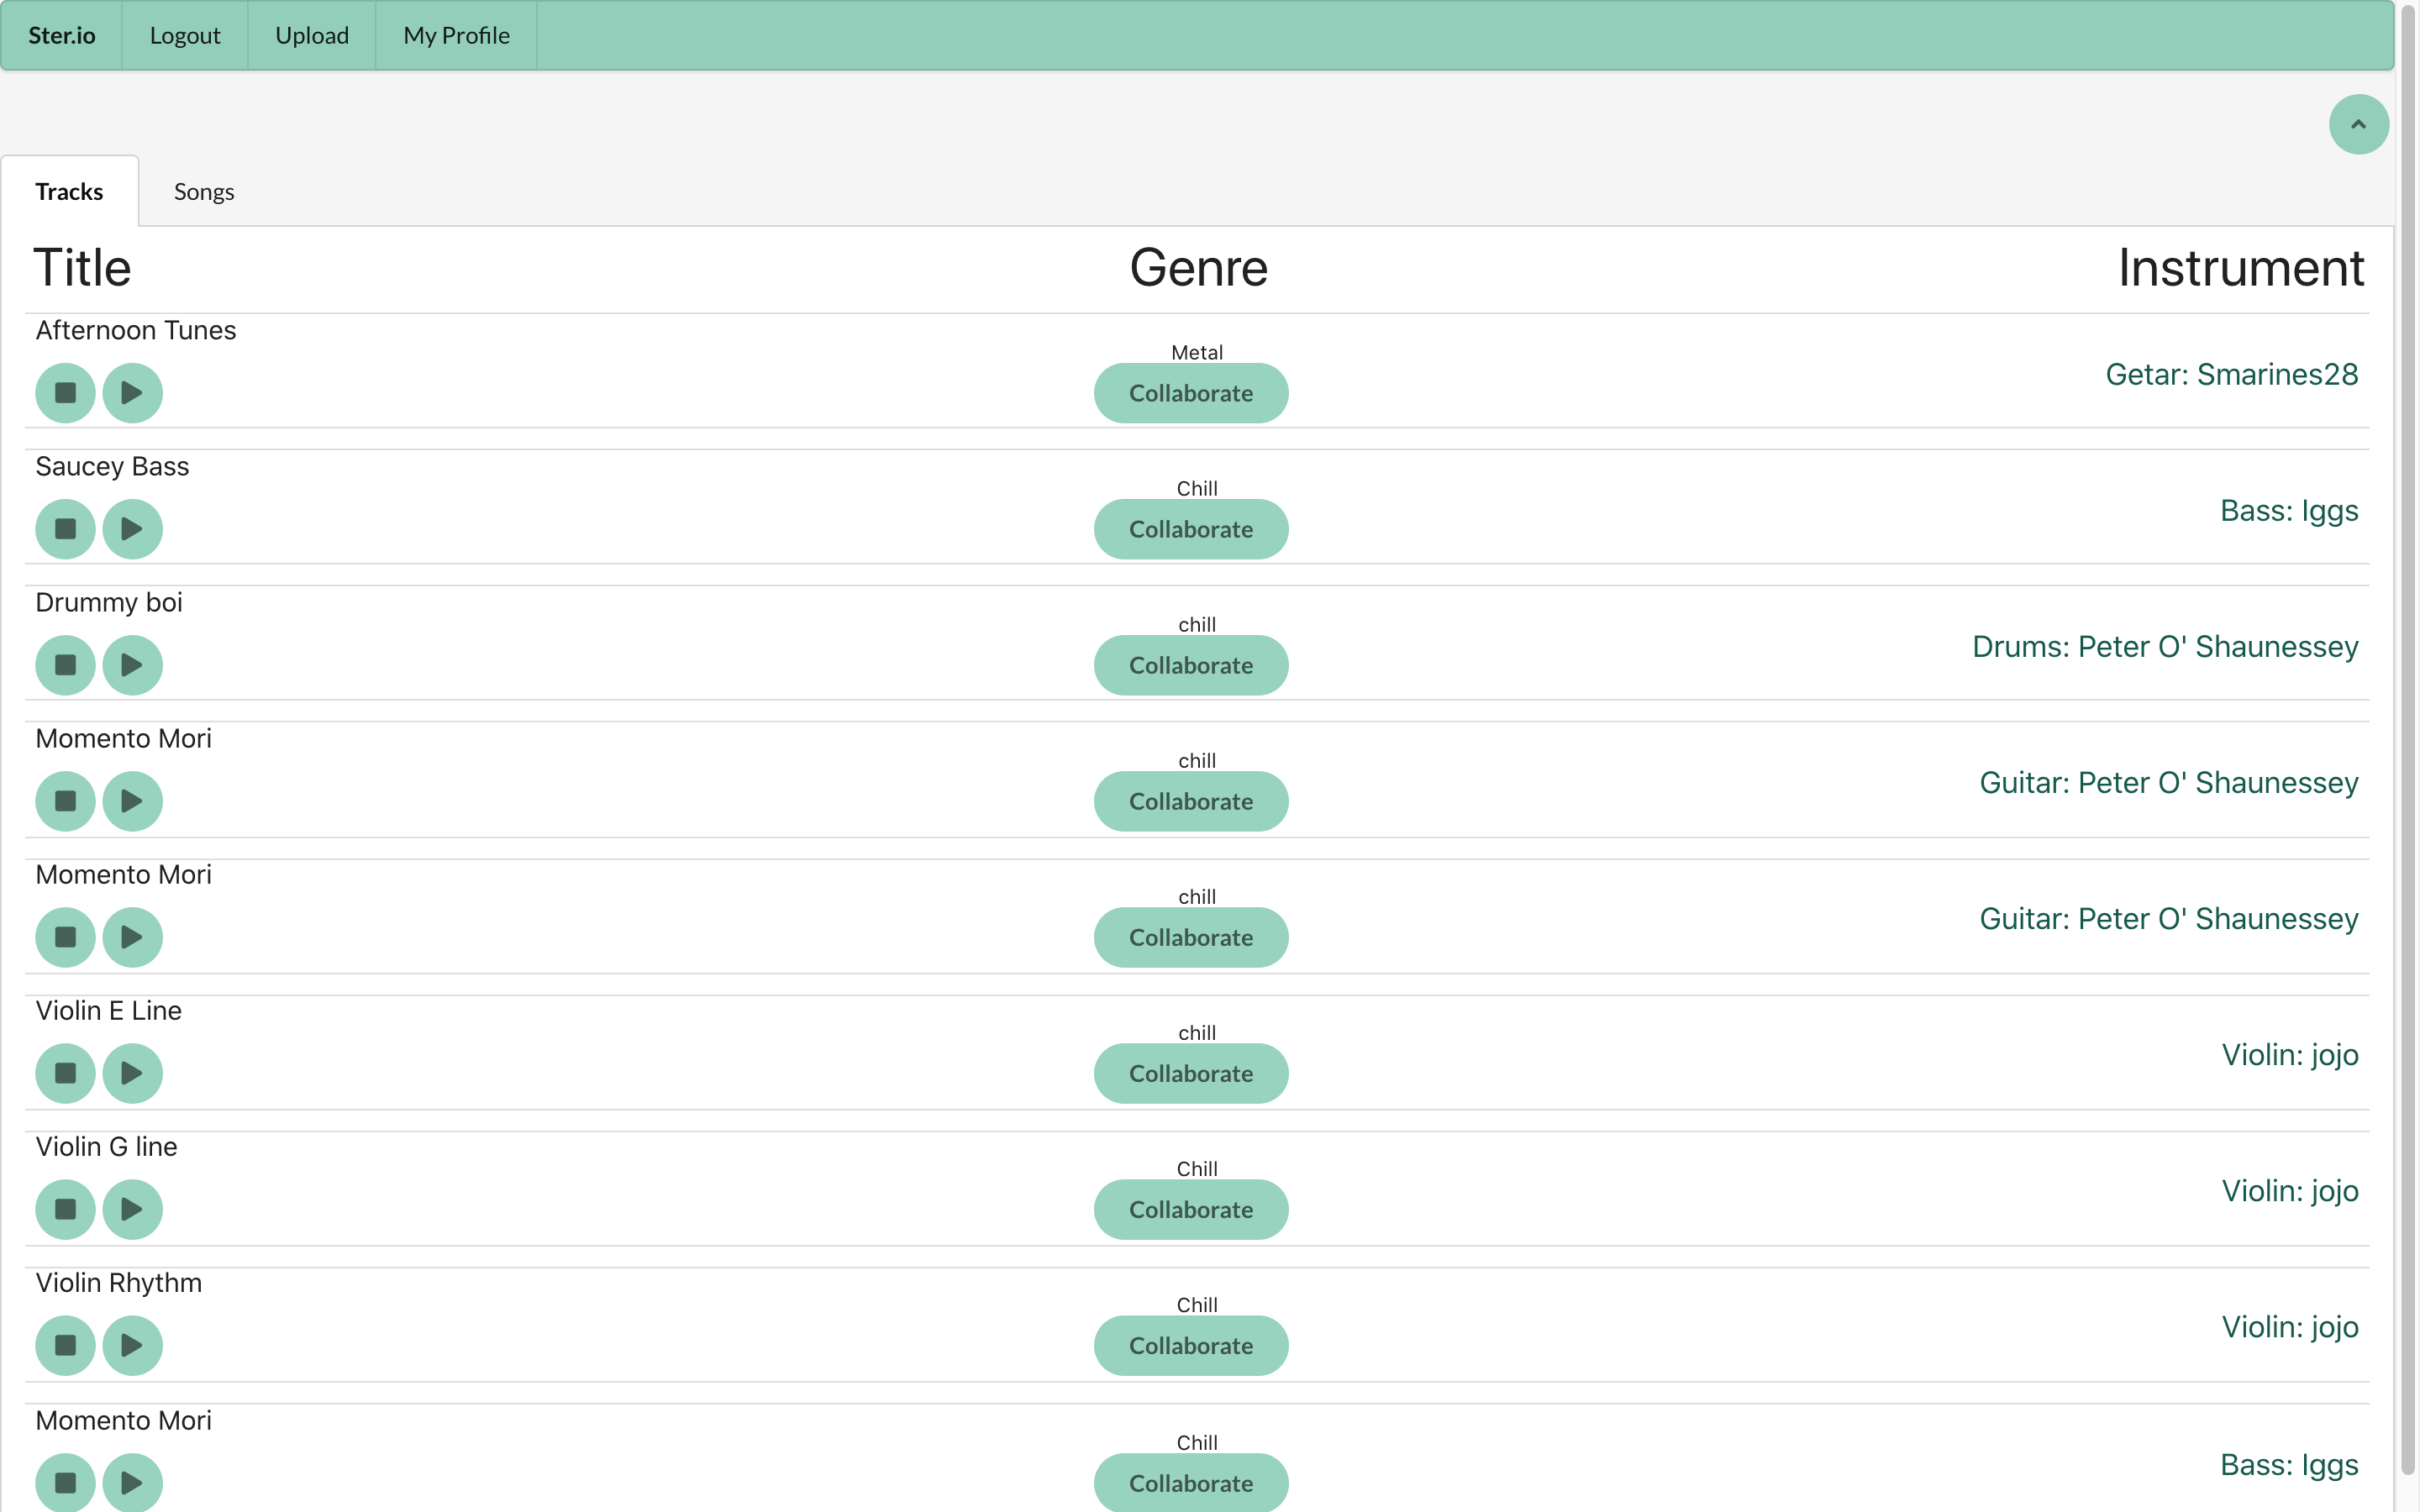 Ster.io Logout Upload My Profile
Tracks Songs
Title Genre Instrument
Afternoon Tunes
Metal
Collaborate
Getar: Smarines28
Saucey Bass
Chill
Collaborate
Bass: Iggs
Drummy boi
chill
Collaborate
Drums: Peter O' Shaunessey
Momento Mori
chill
Collaborate
Guitar: Peter O' Shaunessey
Momento Mori
chill
Collaborate
Guitar: Peter O' Shaunessey
Violin E Line
chill
Collaborate
Violin: jojo
Violin G line
Chill
Collaborate
Violin: jojo
Violin Rhythm
Chill
Collaborate
Violin: jojo
Momento Mori
Chill
Collaborate
Bass: Iggs